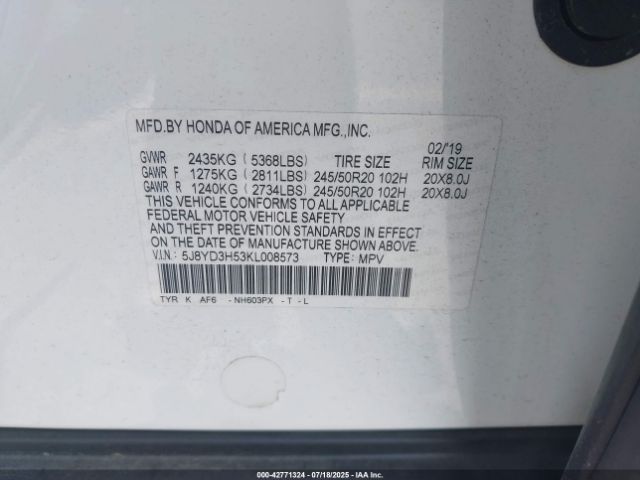 MFD.BY HONDA OF AMERICA MFG.,INC.
02/'19
GVWR 2435KG ( 5368LBS) TIRE SIZE RIM SIZE
GAWR F 1275KG ( 2811LBS) 245/50R20 102H 20X8.0J
GAWR R 1240KG ( 2734LBS) 245/50R20 102H 20X8.0J
THIS VEHICLE CONFORMS TO ALL APPLICABLE
FEDERAL MOTOR VEHICLE SAFETY
AND THEFT PREVENTION STANDARDS IN EFFECT
ON THE DATE OF MANUFACTURE SHOWN ABOVE.
V.I.N.: 5J8YD3H53KL008573 TYPE: MPV
TYR K AF6 -NH603PX -T -L
000-42771324 | 07/18/2025 | IAA Inc.